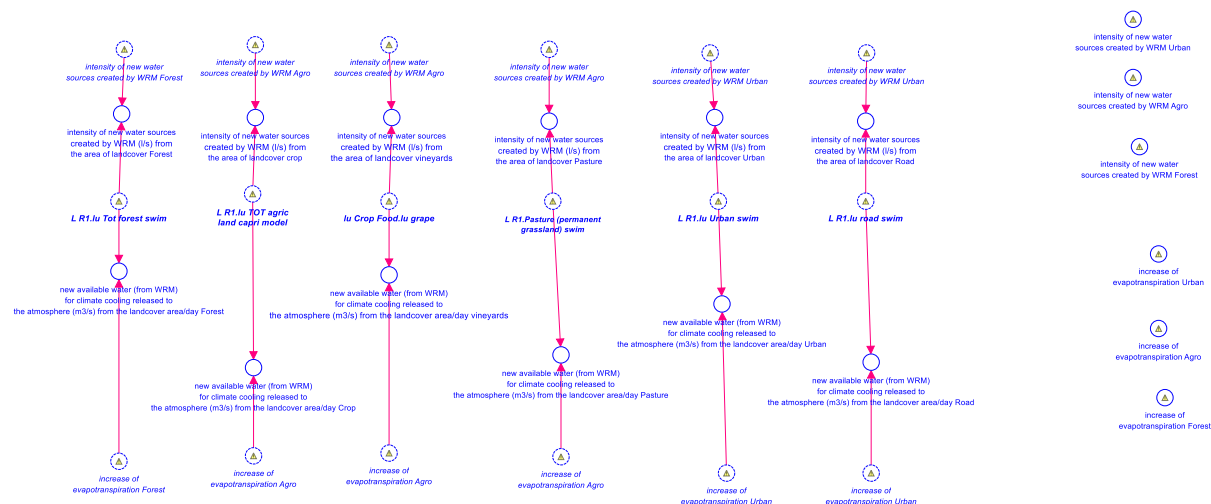 intensity of new water
sources created by WRM Forest
intensity of new water sources
created by WRM (l/s) from
the area of landcover Forest
L R1.lu Tot forest swim
new available water (from WRM)
for climate cooling released to
the atmosphere (m3/s) from the landcover area/day Forest
increase of
evapotranspiration Forest
intensity of new water
sources created by WRM Agro
intensity of new water sources
created by WRM (l/s) from
the area of landcover crop
L R1.lu TOT agric
land capri model
new available water (from WRM)
for climate cooling released to
the atmosphere (m3/s) from the landcover area/day Crop
increase of
evapotranspiration Agro
intensity of new water
sources created by WRM Agro
intensity of new water sources
created by WRM (l/s) from
the area of landcover vineyards
lu Crop Food.lu grape
new available water (from WRM)
for climate cooling released to
the atmosphere (m3/s) from the landcover area/day vineyards
increase of
evapotranspiration Agro
intensity of new water
sources created by WRM Agro
intensity of new water sources
created by WRM (l/s) from
the area of landcover Pasture
L R1.Pasture (permanent
grassland) swim
new available water (from WRM)
for climate cooling released to
the atmosphere (m3/s) from the landcover area/day Pasture
increase of
evapotranspiration Agro
intensity of new water
sources created by WRM Urban
intensity of new water sources
created by WRM (l/s) from
the area of landcover Urban
L R1.lu Urban swim
new available water (from WRM)
for climate cooling released to
the atmosphere (m3/s) from the landcover area/day Urban
increase of
evapotranspiration Urban
intensity of new water
sources created by WRM Urban
intensity of new water sources
created by WRM (l/s) from
the area of landcover Road
L R1.lu road swim
new available water (from WRM)
for climate cooling released to
the atmosphere (m3/s) from the landcover area/day Road
increase of
evapotranspiration Urban
intensity of new water
sources created by WRM Urban
intensity of new water
sources created by WRM Agro
intensity of new water
sources created by WRM Forest
increase of
evapotranspiration Urban
increase of
evapotranspiration Agro
increase of
evapotranspiration Forest